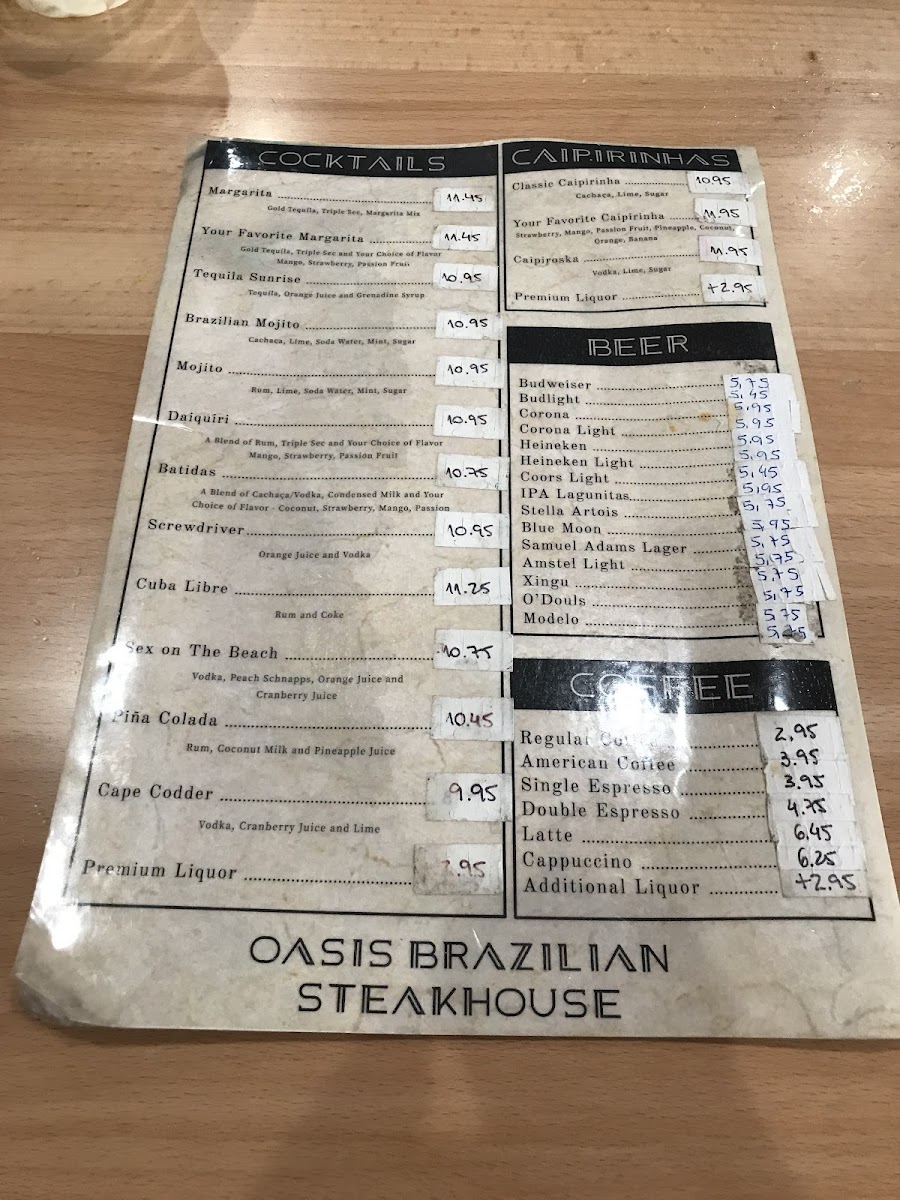 COCKTAILS
Margarita 11.45
Gold Tequila, Triple Sec, Margarita Mix
Your Favorite Margarita 11.45
Gold Tequila, Triple Sec and Your Choice of Flavor
Mango, Strawberry, Passion Fruit
Tequila Sunrise 10.95
Tequila, Orange Juice and Grenadine Syrup
Brazilian Mojito 10.95
Cachaca, Lime, Soda Water, Mint, Sugar
Mojito 10.95
Rum, Lime, Soda Water, Mint, Sugar
Daiquiri 10.95
A Blend of Rum, Triple Sec and Your Choice of Flavor
Mango, Strawberry, Passion Fruit
Batidas 10.75
A Blend of Cachaça/Vodka, Condensed Milk and Your
Choice of Flavor - Coconut, Strawberry, Mango, Passion
Screwdriver 10.95
Orange Juice and Vodka
Cuba Libre 11.25
Rum and Coke
Sex on The Beach 10.75
Vodka, Peach Schnapps, Orange Juice and
Cranberry Juice
Piña Colada 10.45
Rum, Coconut Milk and Pineapple Juice
Cape Codder 9.95
Vodka, Cranberry Juice and Lime
Premium Liquor 2.95
CAIPIRINHAS
Classic Caipirinha 10.95
Cachaça, Lime, Sugar
Your Favorite Caipirinha 11.95
Strawberry, Mango, Passion Fruit, Pineapple, Coconut,
Orange, Banana
Caipiroska 11.95
Vodka, Lime, Sugar
Premium Liquor +2.95
BEER
Budweiser 5,75
Budlight 5,45
Corona 5,95
Corona Light 5,95
Heineken 5,95
Heineken Light 5,95
Coors Light 5,45
IPA Lagunitas 5,95
Stella Artois 5,75
Blue Moon 5,95
Samuel Adams Lager 5,75
Amstel Light 5,75
Xingu 5,75
O'Douls 5,75
Modelo 5,75
5,75
COFFEE
Regular 2.95
American Coffee 3.95
Single Espresso 3.95
Double Espresso 4.75
Latte 6.45
Cappuccino 6.25
Additional Liquor +2.95
OASIS BRAZILIAN
STEAKHOUSE